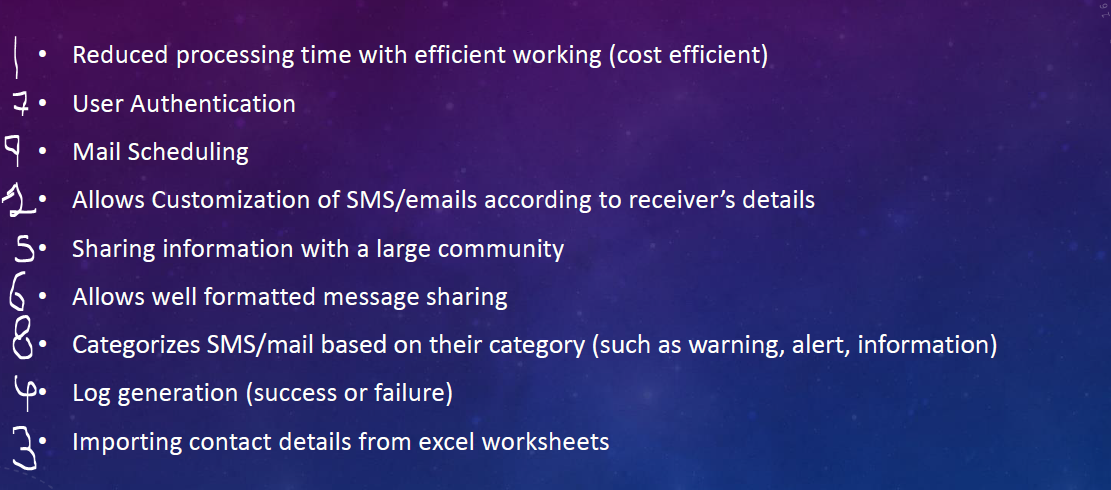 16
1 • Reduced processing time with efficient working (cost efficient)
7 • User Authentication
9 • Mail Scheduling
2 • Allows Customization of SMS/emails according to receiver’s details
5 • Sharing information with a large community
6 • Allows well formatted message sharing
8 • Categorizes SMS/mail based on their category (such as warning, alert, information)
4 • Log generation (success or failure)
3 • Importing contact details from excel worksheets